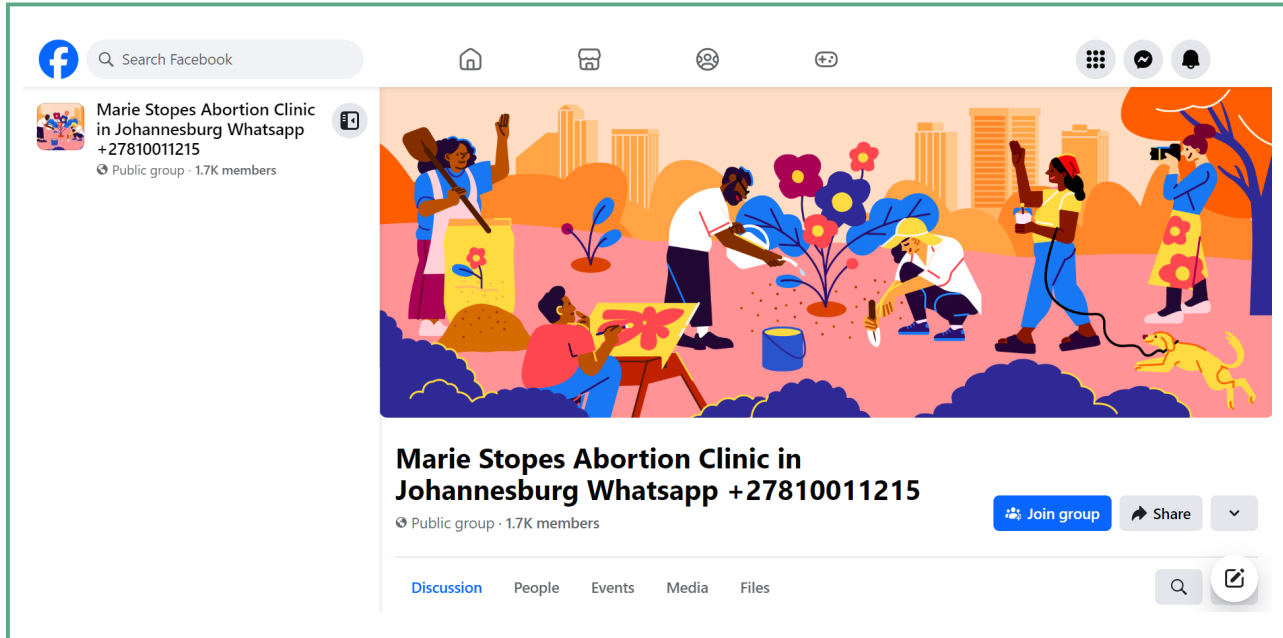 Search Facebook
Marie Stopes Abortion Clinic
in Johannesburg Whatsapp
+27810011215
Public group · 1.7K members
Marie Stopes Abortion Clinic in
Johannesburg Whatsapp +27810011215
Public group · 1.7K members
Join group
Share
Discussion People Events Media Files